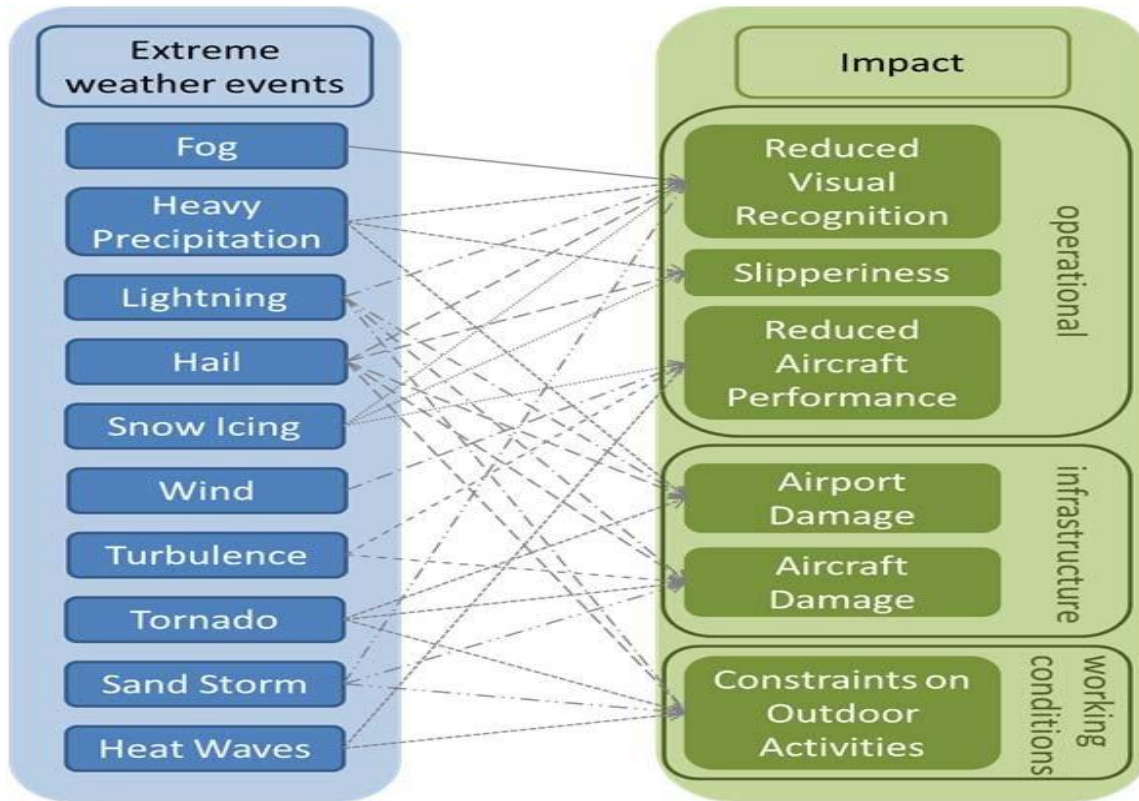 Extreme
weather events
Fog
Heavy
Precipitation
Lightning
Hail
Snow Icing
Wind
Turbulence
Tornado
Sand Storm
Heat Waves
Impact
Reduced
Visual
Recognition
Slipperiness
Reduced
Aircraft
Performance
operational
Airport
Damage
Aircraft
Damage
infrastructure
Constraints on
Outdoor
Activities
working
conditions